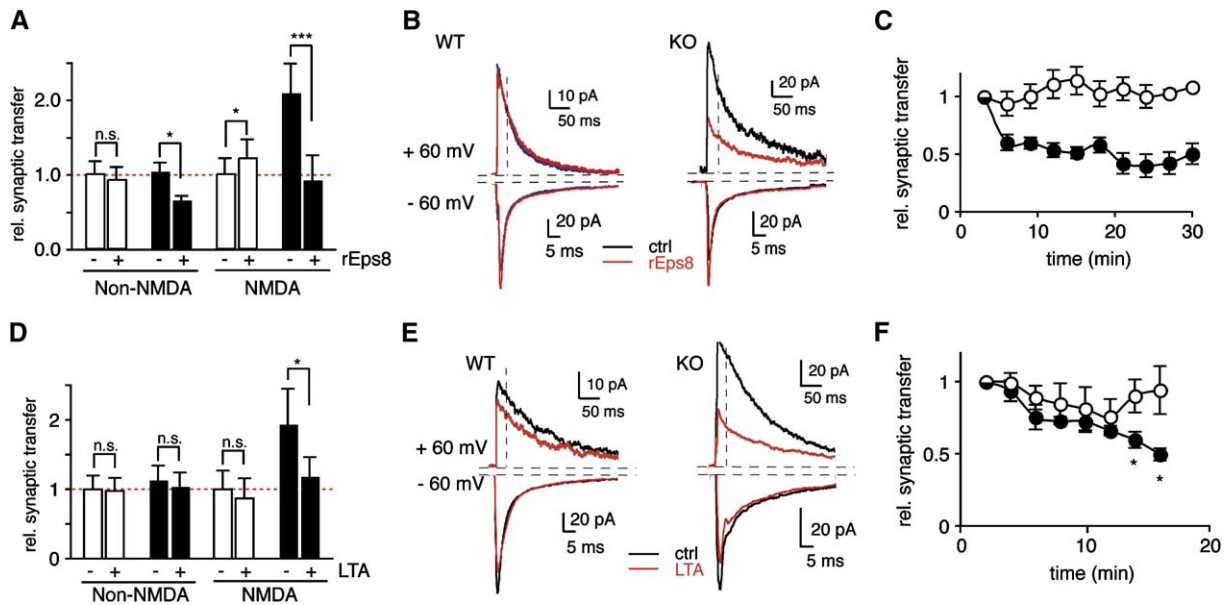 A
rel. synaptic transfer
2.0
1.0
0.0
n.s.
*
*
***
- + - + - + - + rEps8
Non-NMDA NMDA
B
WT KO
10 pA
50 ms
20 pA
50 ms
+ 60 mV
- 60 mV
20 pA
5 ms
20 pA
5 ms
ctrl
rEps8
C
rel. synaptic transfer
1
0.5
0 10 20 30
time (min)
D
rel. synaptic transfer
2.0
1.0
0
n.s.
n.s.
n.s.
*
- + - + - + - + LTA
Non-NMDA NMDA
E
WT KO
10 pA
50 ms
20 pA
50 ms
+ 60 mV
- 60 mV
20 pA
5 ms
20 pA
5 ms
ctrl
LTA
F
rel. synaptic transfer
1
0.5
*
*
0 10 20
time (min)